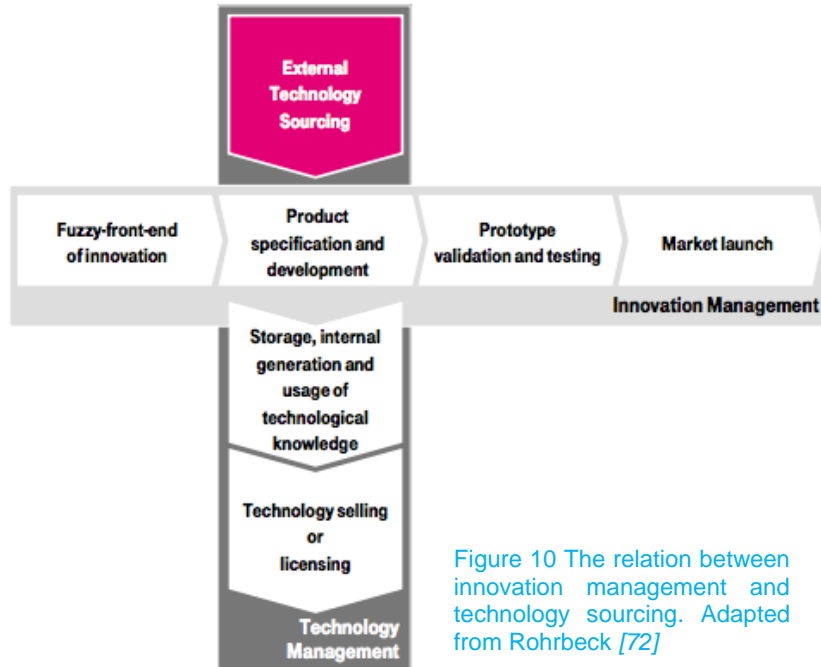 External
Technology
Sourcing
Fuzzy-front-end
of innovation
Product
specification and
development
Prototype
validation and testing
Market launch
Innovation Management
Storage, internal
generation and
usage of
technological
knowledge
Technology selling
or
licensing
Technology
Management
Figure 10 The relation between
innovation management and
technology sourcing. Adapted
from Rohrbeck [72]